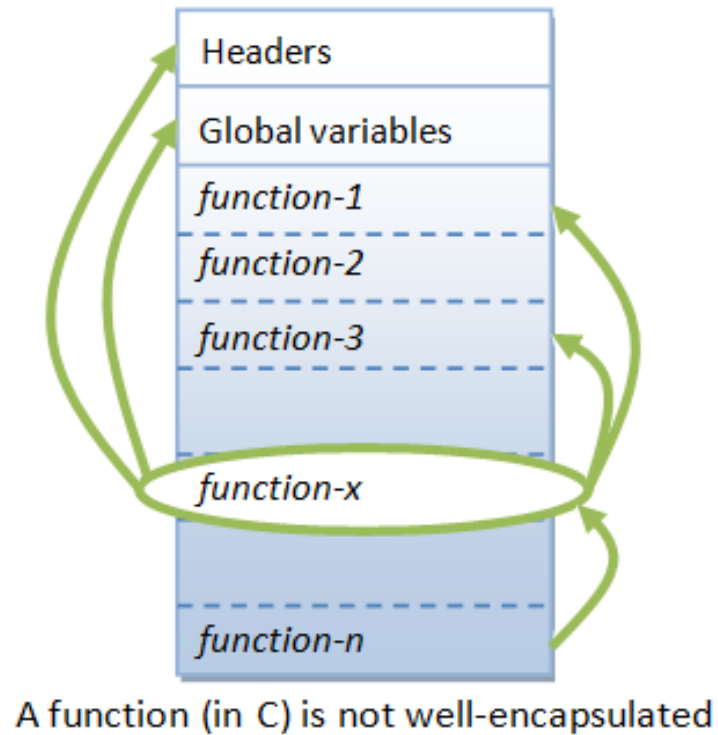 Headers
Global variables
function-1
function-2
function-3
function-x
function-n
A function (in C) is not well-encapsulated